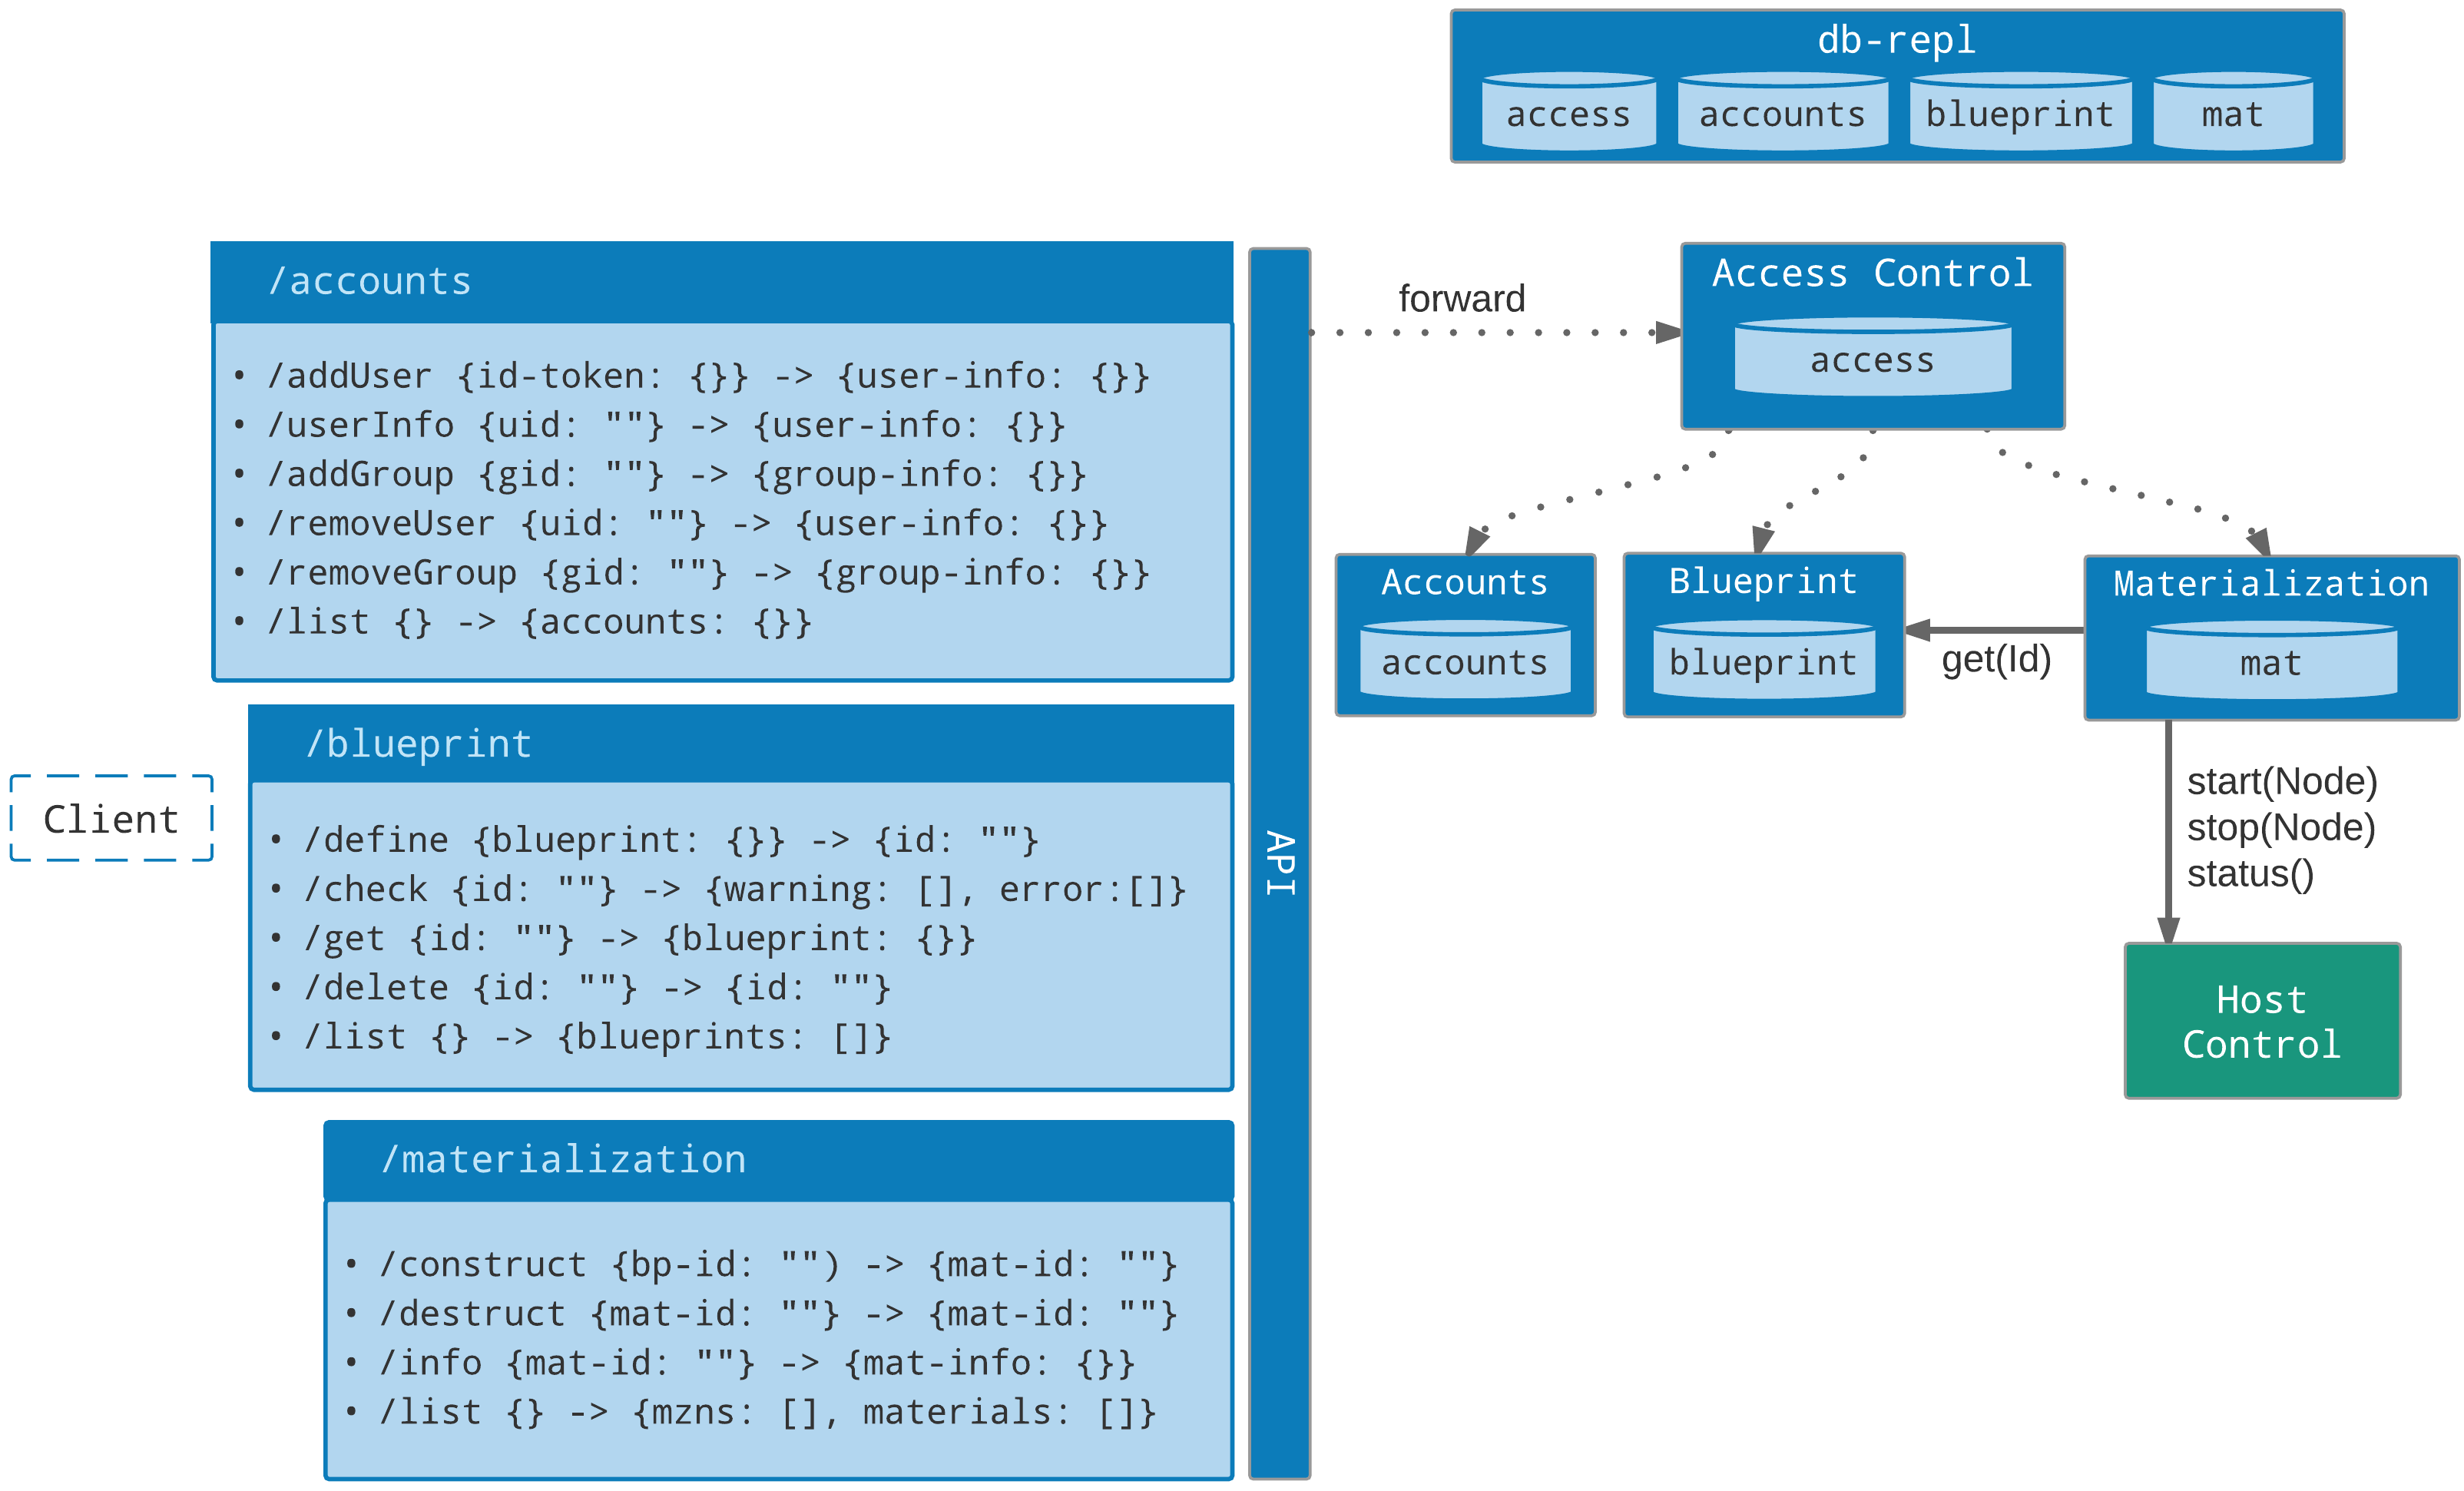 db-repl
access accounts blueprint mat
/accounts
• /addUser {id-token: {}} -> {user-info: {}}
• /userInfo {uid: ""} -> {user-info: {}}
• /addGroup {gid: ""} -> {group-info: {}}
• /removeUser {uid: ""} -> {user-info: {}}
• /removeGroup {gid: ""} -> {group-info: {}}
• /list {} -> {accounts: {}}
/blueprint
• /define {blueprint: {}} -> {id: ""}
• /check {id: ""} -> {warning: [], error:[]}
• /get {id: ""} -> {blueprint: {}}
• /delete {id: ""} -> {id: ""}
• /list {} -> {blueprints: []}
Client
/materialization
• /construct {bp-id: "") -> {mat-id: ""}
• /destruct {mat-id: ""} -> {mat-id: ""}
• /info {mat-id: ""} -> {mat-info: {}}
• /list {} -> {mzns: [], materials: []}
API
forward
Access Control
access
Accounts
accounts
Blueprint
blueprint
get(Id)
Materialization
mat
start(Node)
stop(Node)
status()
Host
Control